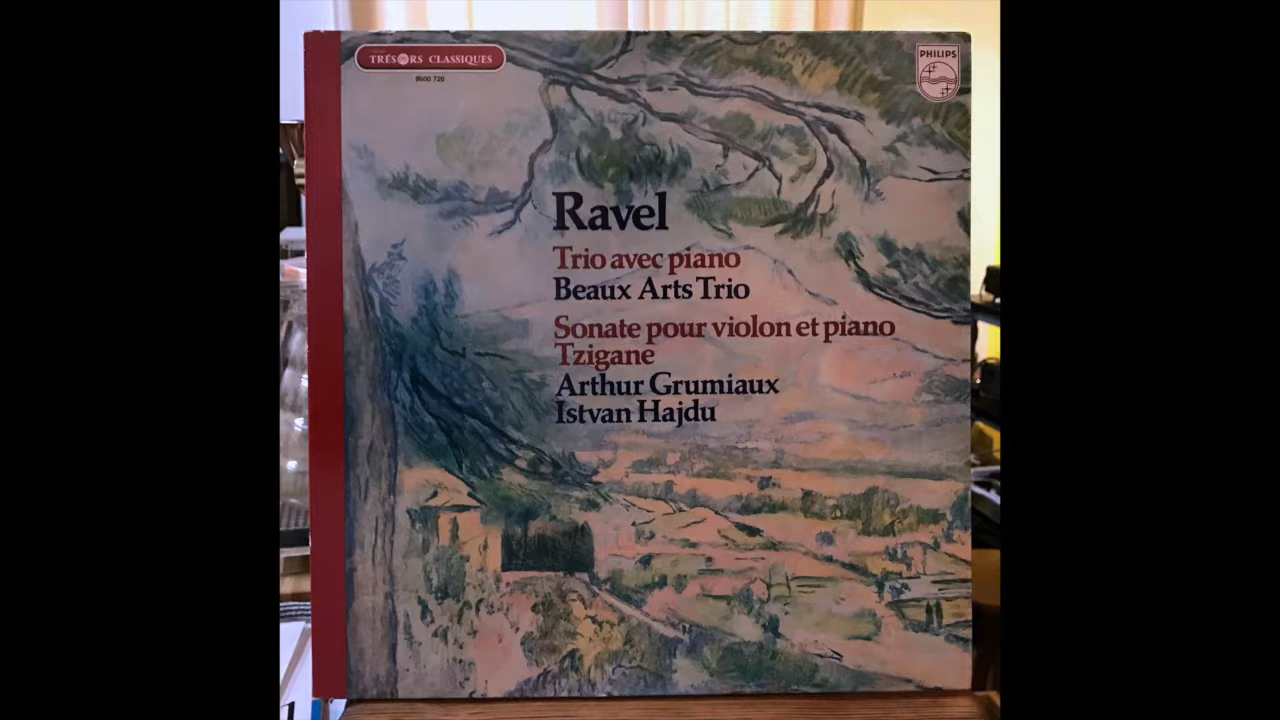 TRÉSORS CLASSIQUES
6500 720
PHILIPS
Ravel
Trio avec piano
Beaux Arts Trio
Sonate pour violon et piano
Tzigane
Arthur Grumiaux
Istvan Hajdu